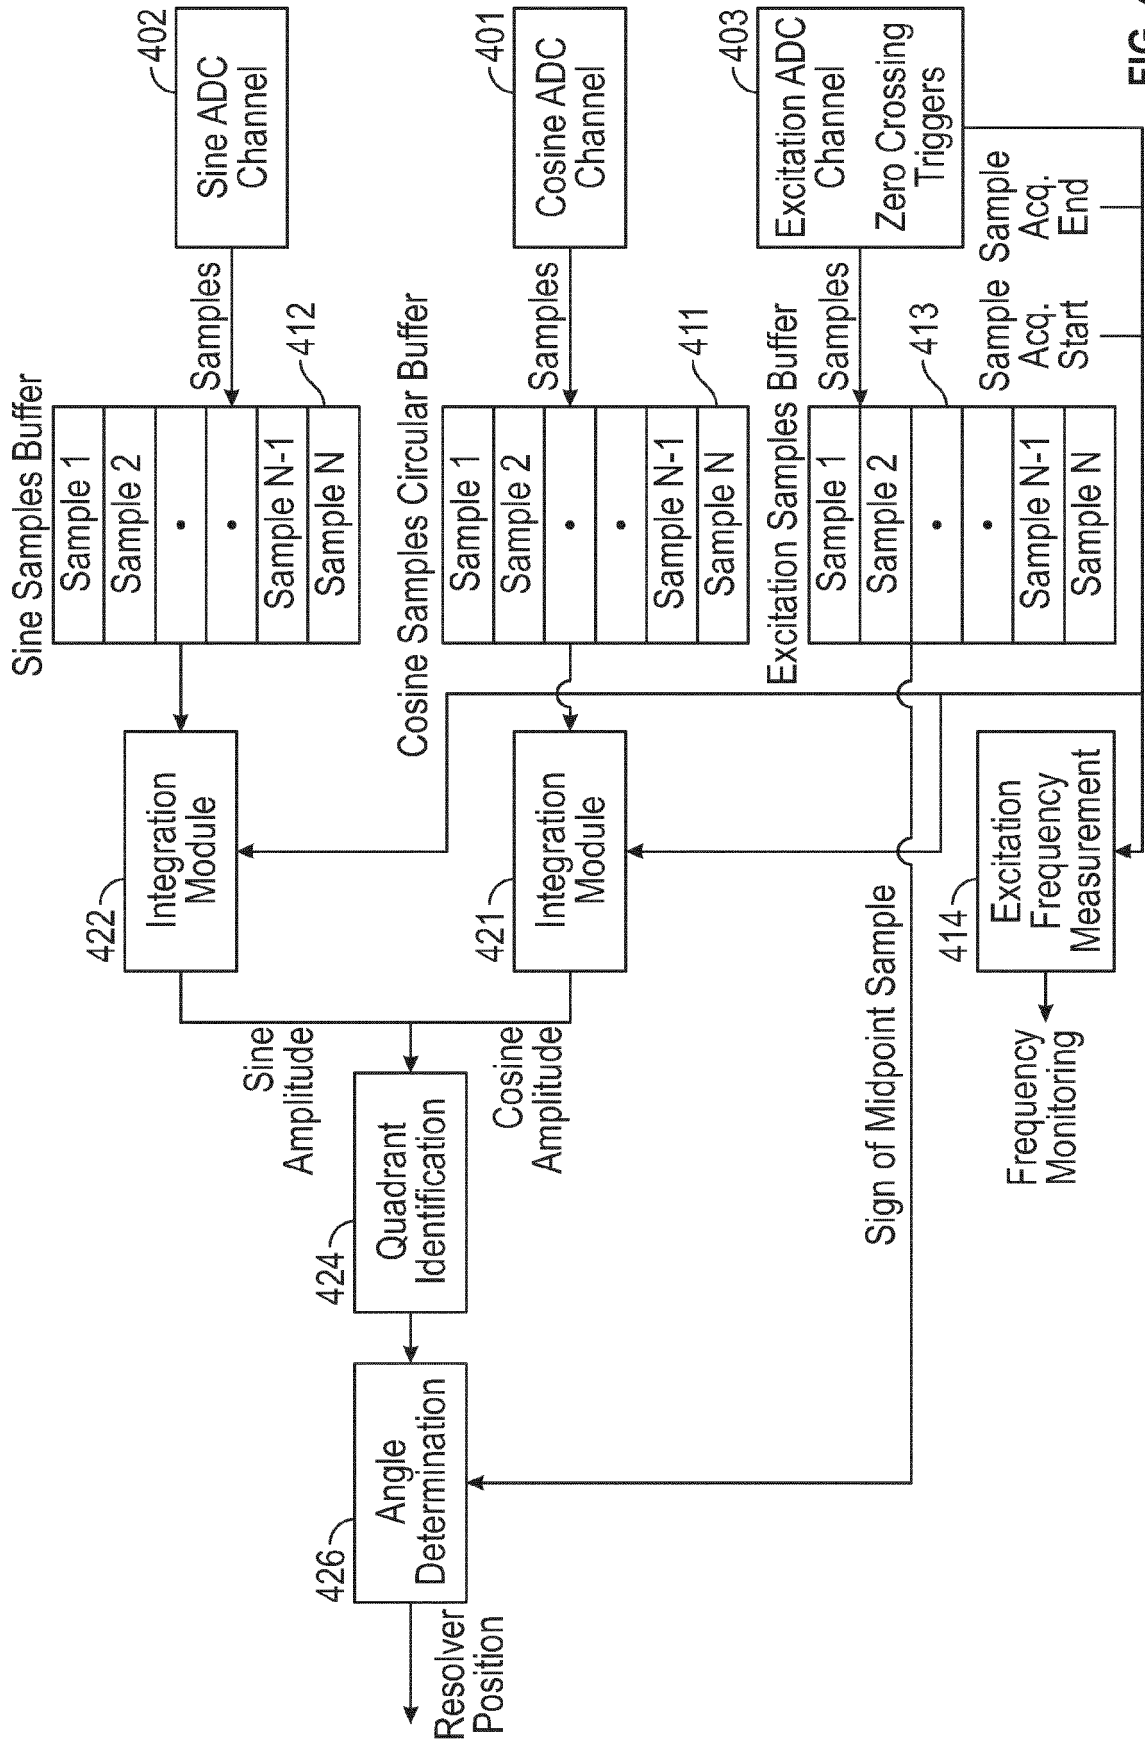 402
Sine ADC
Channel
Samples
Sine Samples Buffer
Sample 1
Sample 2
•
•
Sample N-1
Sample N
412
422
Integration
Module
Sine
Amplitude
401
Cosine ADC
Channel
Samples
Cosine Samples Circular Buffer
Sample 1
Sample 2
•
•
Sample N-1
Sample N
411
421
Integration
Module
Cosine
Amplitude
424
Quadrant
Identification
426
Angle
Determination
Resolver
Position
403
Excitation ADC
Channel
Zero Crossing
Triggers
Samples
Excitation Samples Buffer
Sample 1
Sample 2
•
•
Sample N-1
Sample N
413
Sample
Acq.
Start
Sample
Acq.
End
Sign of Midpoint Sample
414
Excitation
Frequency
Measurement
Frequency
Monitoring
FIG.